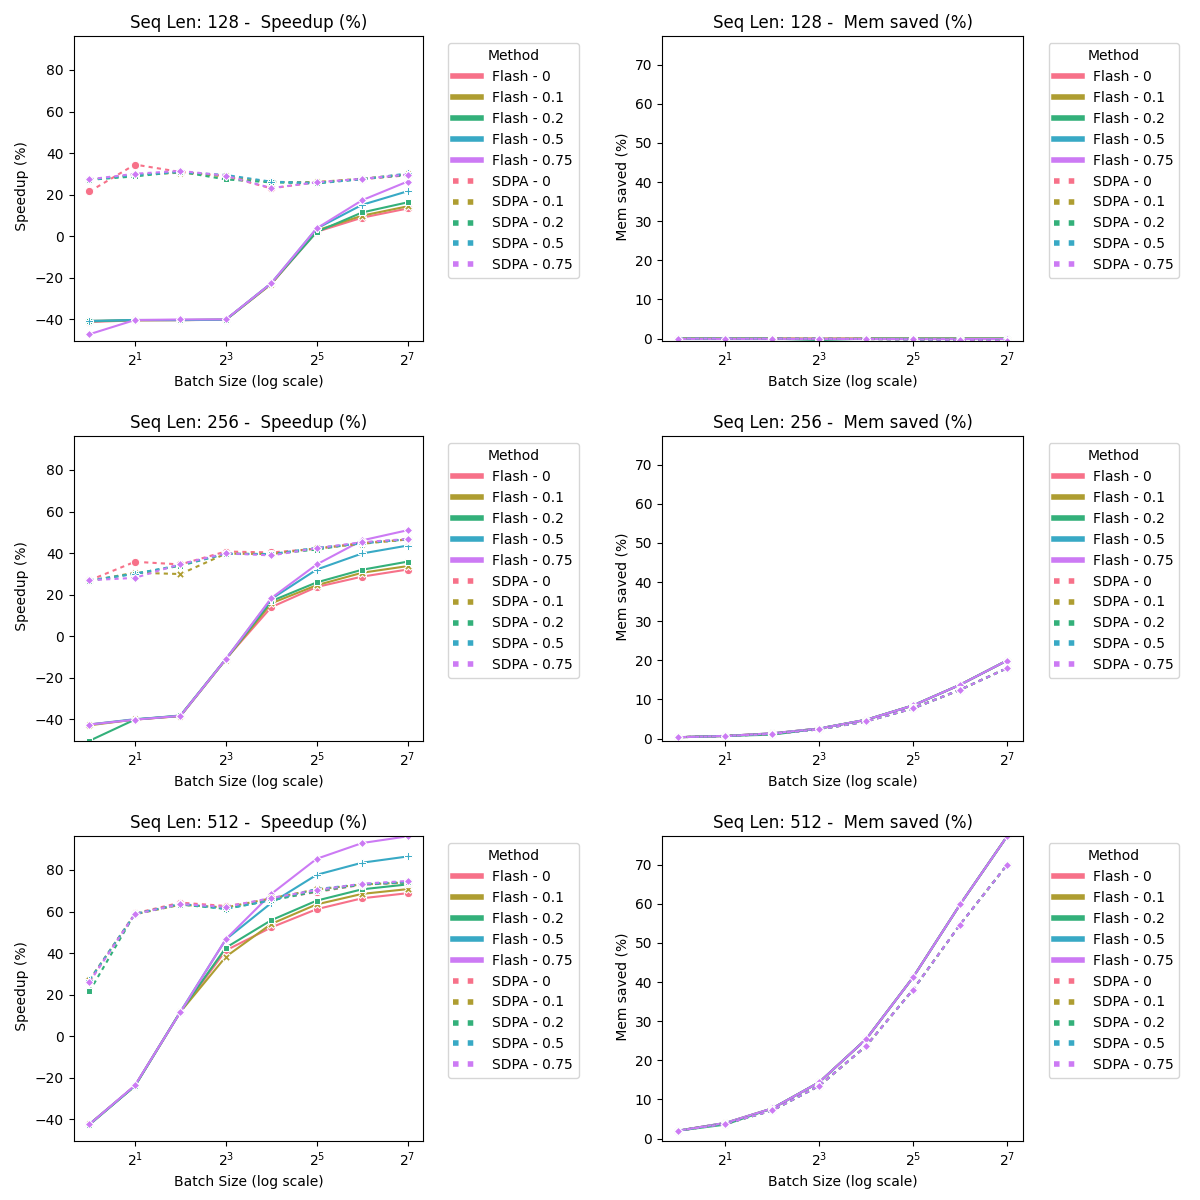 Seq Len: 128 -  Speedup (%)
Speedup (%)
80
60
40
20
0
−20
−40
2^1
2^3
2^5
2^7
Batch Size (log scale)
Method
Flash - 0
Flash - 0.1
Flash - 0.2
Flash - 0.5
Flash - 0.75
SDPA - 0
SDPA - 0.1
SDPA - 0.2
SDPA - 0.5
SDPA - 0.75
Seq Len: 128 -  Mem saved (%)
Mem saved (%)
70
60
50
40
30
20
10
0
2^1
2^3
2^5
2^7
Batch Size (log scale)
Method
Flash - 0
Flash - 0.1
Flash - 0.2
Flash - 0.5
Flash - 0.75
SDPA - 0
SDPA - 0.1
SDPA - 0.2
SDPA - 0.5
SDPA - 0.75
Seq Len: 256 -  Speedup (%)
Speedup (%)
80
60
40
20
0
−20
−40
2^1
2^3
2^5
2^7
Batch Size (log scale)
Method
Flash - 0
Flash - 0.1
Flash - 0.2
Flash - 0.5
Flash - 0.75
SDPA - 0
SDPA - 0.1
SDPA - 0.2
SDPA - 0.5
SDPA - 0.75
Seq Len: 256 -  Mem saved (%)
Mem saved (%)
70
60
50
40
30
20
10
0
2^1
2^3
2^5
2^7
Batch Size (log scale)
Method
Flash - 0
Flash - 0.1
Flash - 0.2
Flash - 0.5
Flash - 0.75
SDPA - 0
SDPA - 0.1
SDPA - 0.2
SDPA - 0.5
SDPA - 0.75
Seq Len: 512 -  Speedup (%)
Speedup (%)
80
60
40
20
0
−20
−40
2^1
2^3
2^5
2^7
Batch Size (log scale)
Method
Flash - 0
Flash - 0.1
Flash - 0.2
Flash - 0.5
Flash - 0.75
SDPA - 0
SDPA - 0.1
SDPA - 0.2
SDPA - 0.5
SDPA - 0.75
Seq Len: 512 -  Mem saved (%)
Mem saved (%)
70
60
50
40
30
20
10
0
2^1
2^3
2^5
2^7
Batch Size (log scale)
Method
Flash - 0
Flash - 0.1
Flash - 0.2
Flash - 0.5
Flash - 0.75
SDPA - 0
SDPA - 0.1
SDPA - 0.2
SDPA - 0.5
SDPA - 0.75